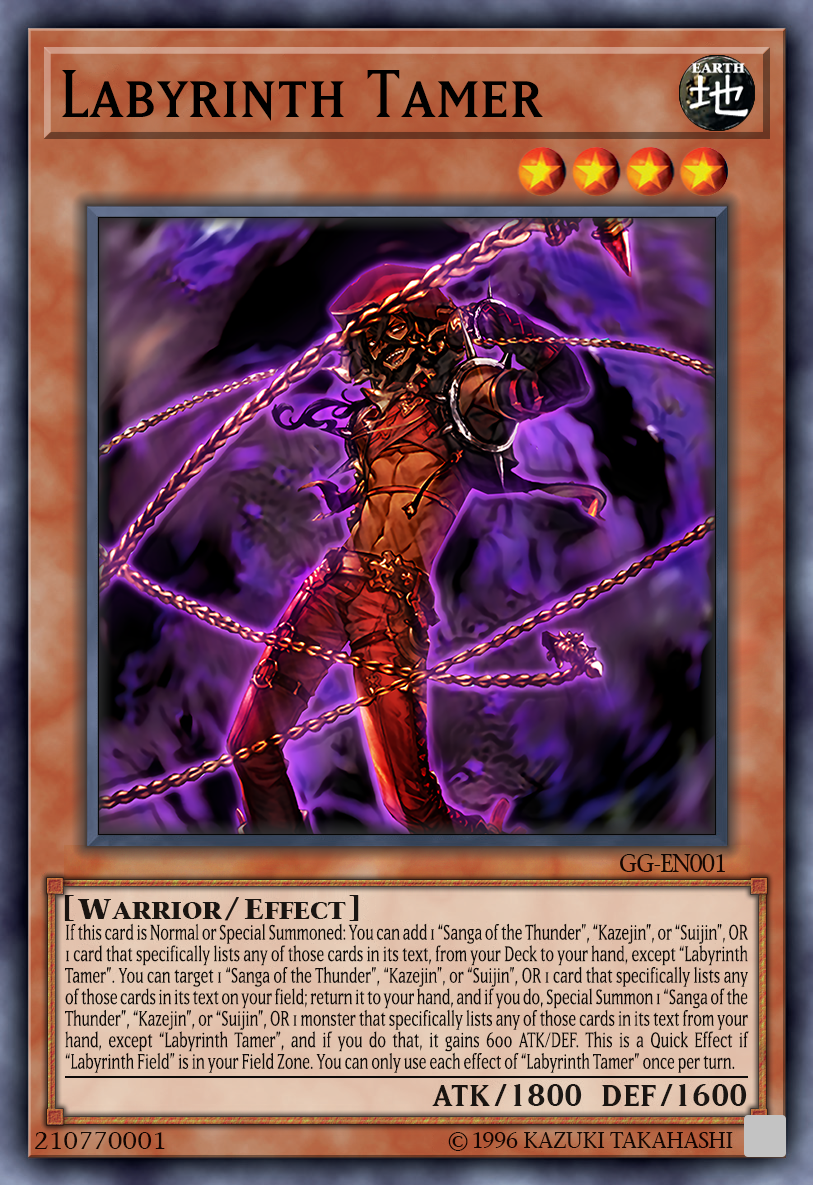 Labyrinth Tamer
EARTH
地
GG-EN001
[Warrior/Effect]
If this card is Normal or Special Summoned: You can add 1 “Sanga of the Thunder”, “Kazejin”, or “Suijin”, OR
1 card that specifically lists any of those cards in its text, from your Deck to your hand, except “Labyrinth
Tamer”. You can target 1 “Sanga of the Thunder”, “Kazejin”, or “Suijin”, OR 1 card that specifically lists any
of those cards in its text on your field; return it to your hand, and if you do, Special Summon 1 “Sanga of the
Thunder”, “Kazejin”, or “Suijin”, OR 1 monster that specifically lists any of those cards in its text from your
hand, except “Labyrinth Tamer”, and if you do that, it gains 600 ATK/DEF. This is a Quick Effect if
“Labyrinth Field” is in your Field Zone. You can only use each effect of “Labyrinth Tamer” once per turn.
ATK/1800 DEF/1600
210770001 © 1996 KAZUKI TAKAHASHI